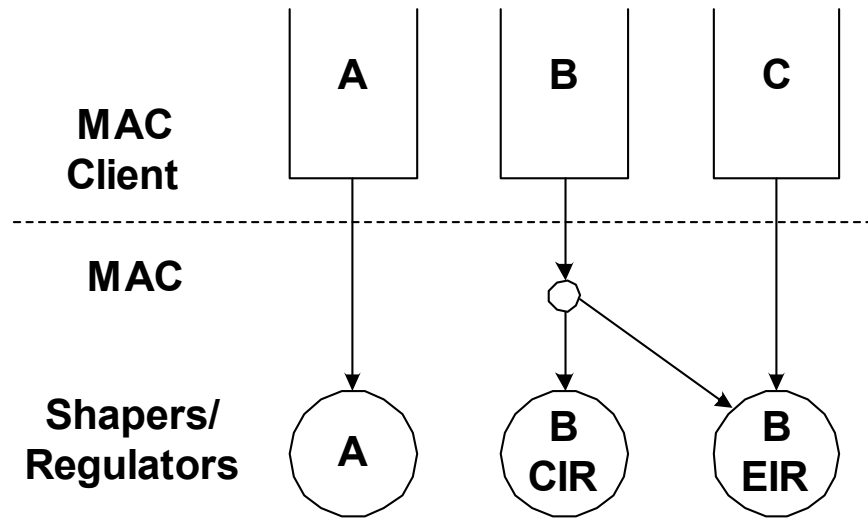 A
B
C
MAC
Client
MAC
Shapers/
Regulators
A
B
CIR
B
EIR